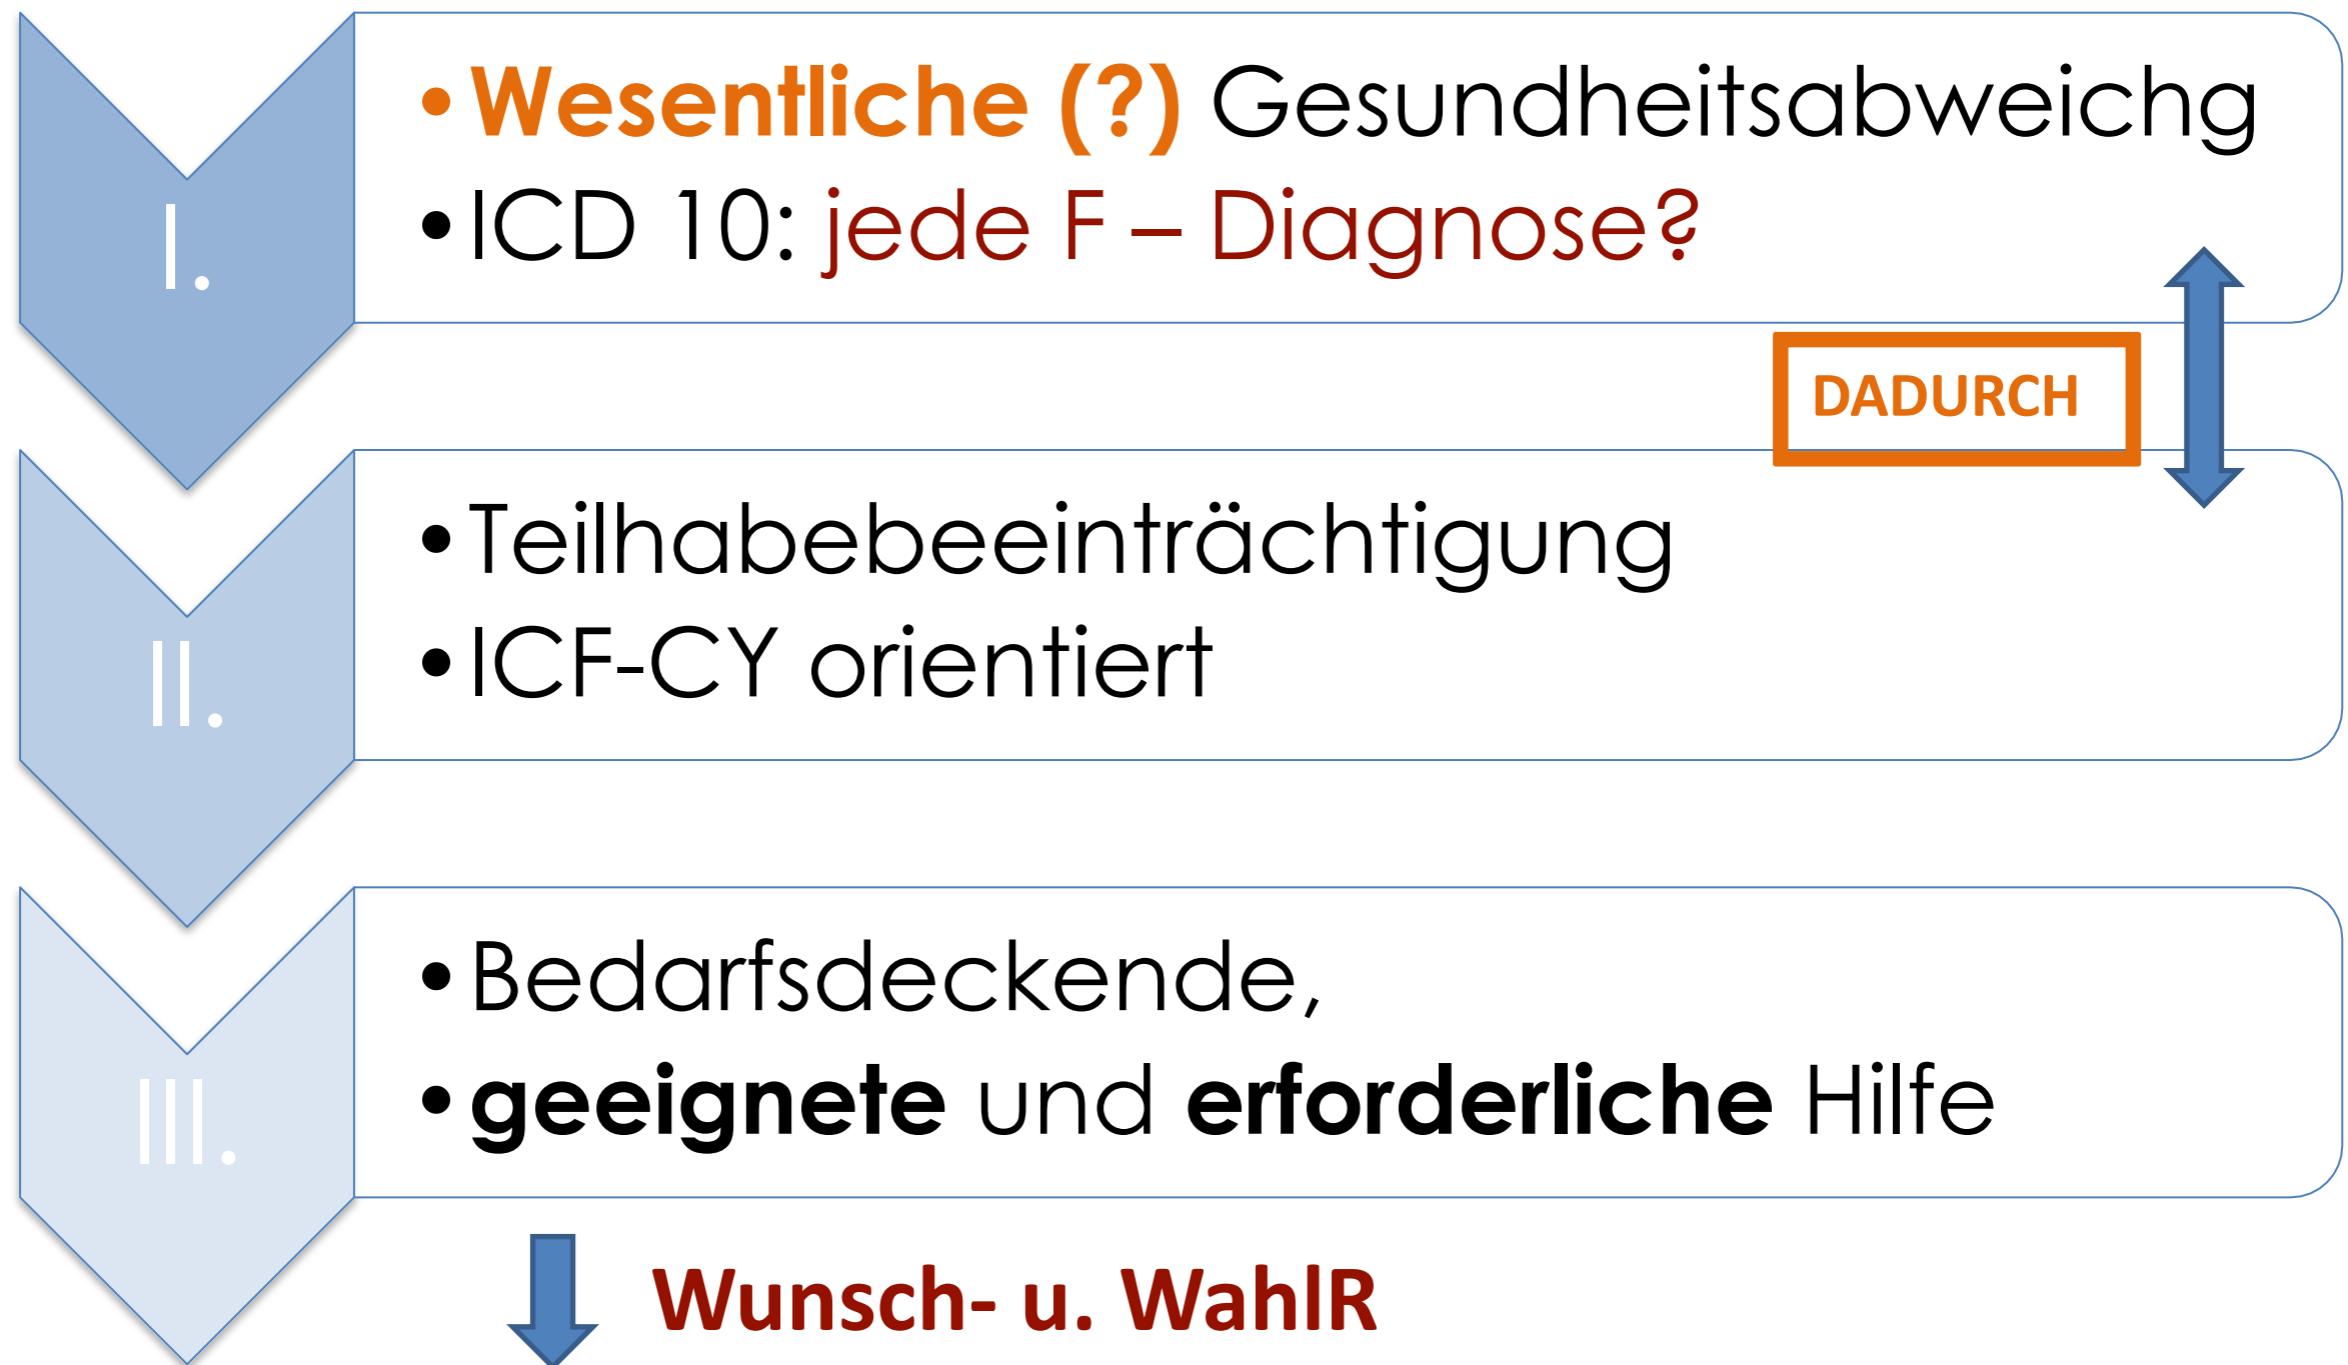 I.
•Wesentliche (?) Gesundheitsabweichg
•ICD 10: jede F – Diagnose?
DADURCH
II.
•Teilhabebeeinträchtigung
•ICF-CY orientiert
III.
•Bedarfsdeckende,
•geeignete und erforderliche Hilfe
Wunsch- u. WahlR